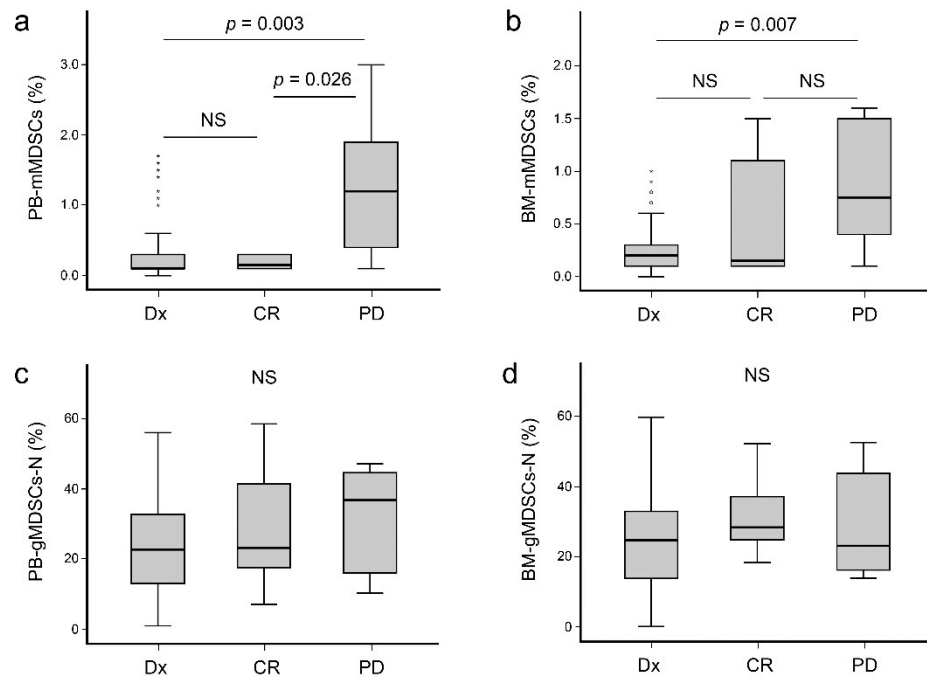 a
p = 0.003
p = 0.026
NS
PB-mMDSCs (%)
3.0
2.0
1.0
0.0
Dx CR PD
b
p = 0.007
NS NS
BM-mMDSCs (%)
2.0
1.5
1.0
0.5
0.0
Dx CR PD
c
NS
PB-gMDSCs-N (%)
60
40
20
0
Dx CR PD
d
NS
BM-gMDSCs-N (%)
60
40
20
0
Dx CR PD